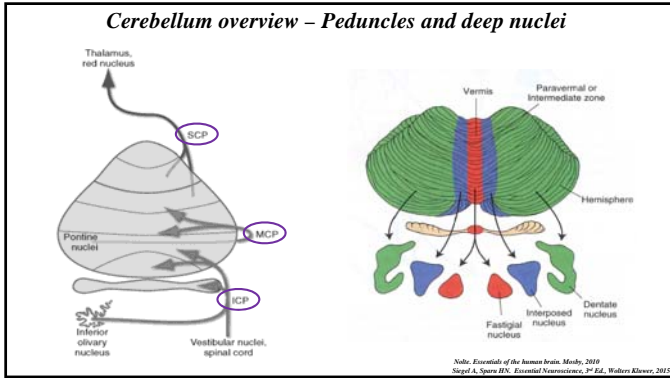 Cerebellum overview – Peduncles and deep nuclei
Thalamus,
red nucleus
SCP
Pontine
nuclei
MCP
ICP
Inferior
olivary
nucleus
Vestibular nuclei,
spinal cord
Vermis
Paravermal or
Intermediate zone
Hemisphere
Dentate
nucleus
Interposed
nucleus
Fastigial
nucleus
Nolte. Essentials of the human brain. Mosby, 2010
Siegel A, Sapru HN. Essential Neuroscience, 3rd Ed., Wolters Kluwer, 2015